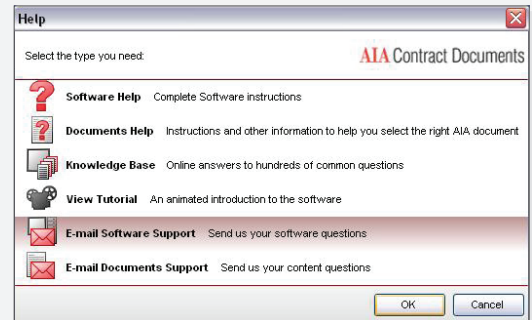 Help
Select the type you need: AIA Contract Documents
Software Help Complete Software instructions
Documents Help Instructions and other information to help you select the right AIA document
Knowledge Base Online answers to hundreds of common questions
View Tutorial An animated introduction to the software
E-mail Software Support Send us your software questions
E-mail Documents Support Send us your content questions
OK Cancel